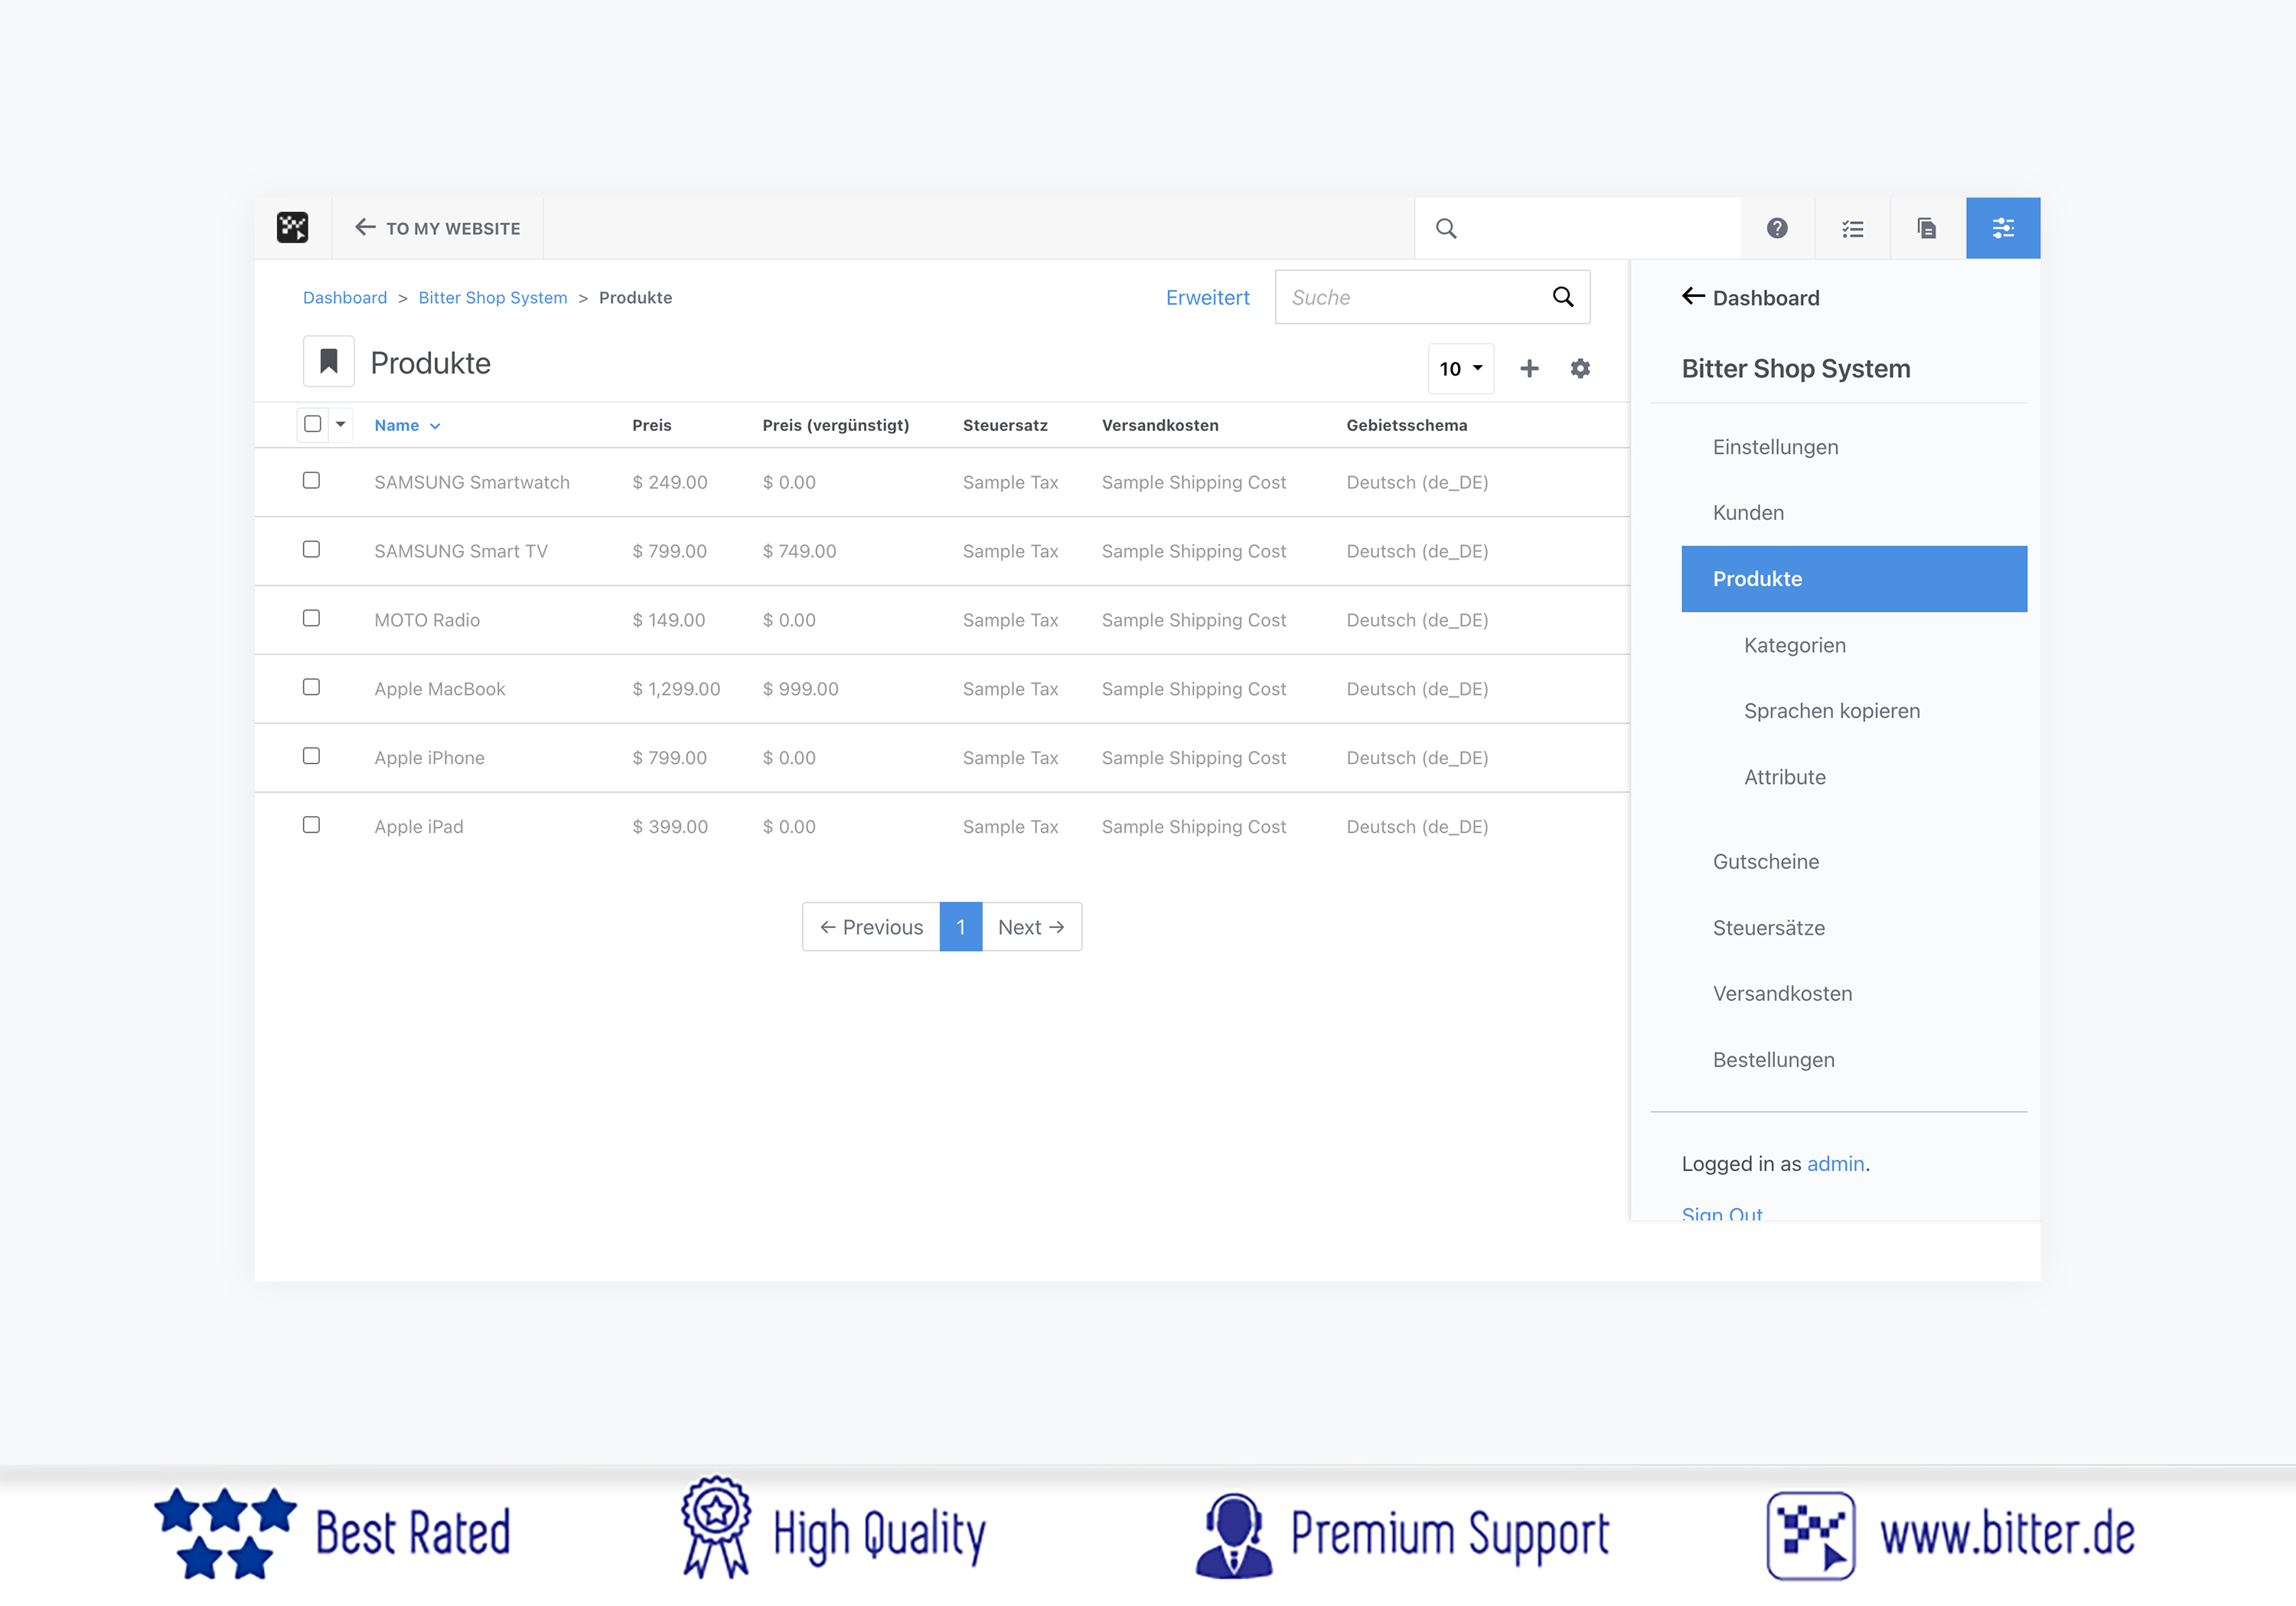 TO MY WEBSITE
Dashboard > Bitter Shop System > Produkte
Erweitert
Suche
Produkte
10
Name Preis Preis (vergünstigt) Steuersatz Versandkosten Gebietsschema
SAMSUNG Smartwatch $ 249.00 $ 0.00 Sample Tax Sample Shipping Cost Deutsch (de_DE)
SAMSUNG Smart TV $ 799.00 $ 749.00 Sample Tax Sample Shipping Cost Deutsch (de_DE)
MOTO Radio $ 149.00 $ 0.00 Sample Tax Sample Shipping Cost Deutsch (de_DE)
Apple MacBook $ 1,299.00 $ 999.00 Sample Tax Sample Shipping Cost Deutsch (de_DE)
Apple iPhone $ 799.00 $ 0.00 Sample Tax Sample Shipping Cost Deutsch (de_DE)
Apple iPad $ 399.00 $ 0.00 Sample Tax Sample Shipping Cost Deutsch (de_DE)
← Previous 1 Next →
← Dashboard
Bitter Shop System
Einstellungen
Kunden
Produkte
Kategorien
Sprachen kopieren
Attribute
Gutscheine
Steuersätze
Versandkosten
Bestellungen
Logged in as admin.
Sign Out
Best Rated
High Quality
Premium Support
www.bitter.de